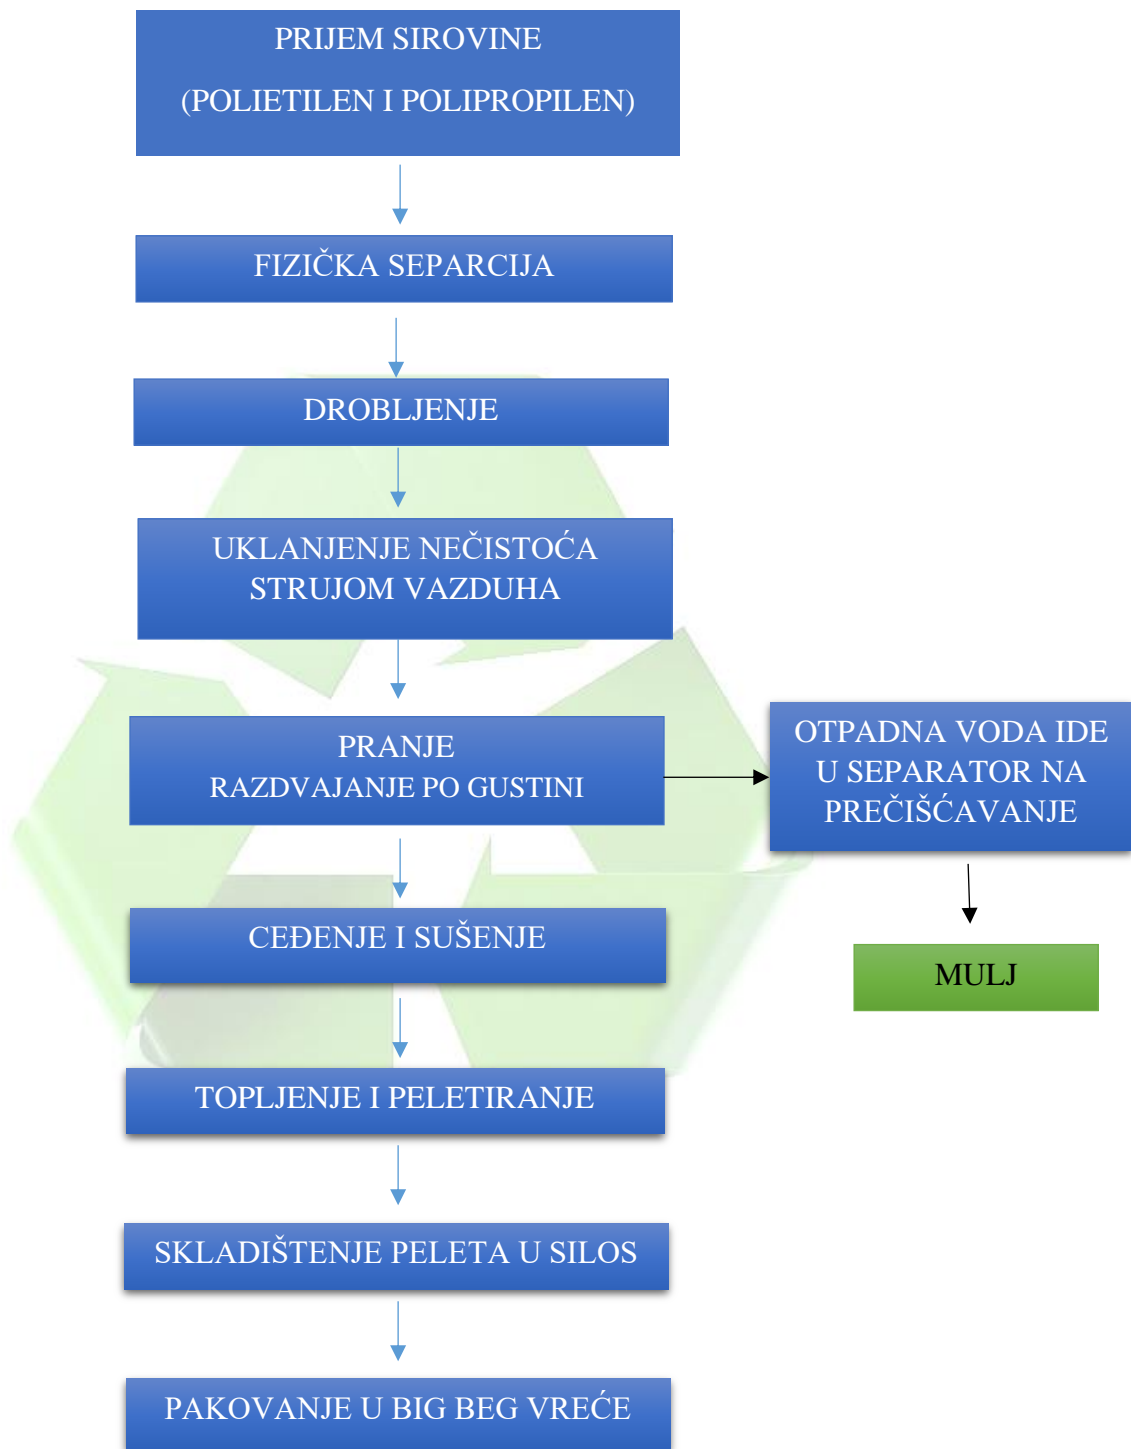 PRIJEM SIROVINE
(POLIETILEN I POLIPROPILEN)
FIZIČKA SEPARCIJA
DROBLJENJE
UKLANJENJE NEČISTOĆA
STRUJOM VAZDUHA
PRANJE
RAZDVAJANJE PO GUSTINI
OTPADNA VODA IDE
U SEPARATOR NA
PREČIŠĆAVANJE
MULJ
CEĐENJE I SUŠENJE
TOPLJENJE I PELETIRANJE
SKLADIŠTENJE PELETA U SILOS
PAKOVANJE U BIG BEG VREĆE